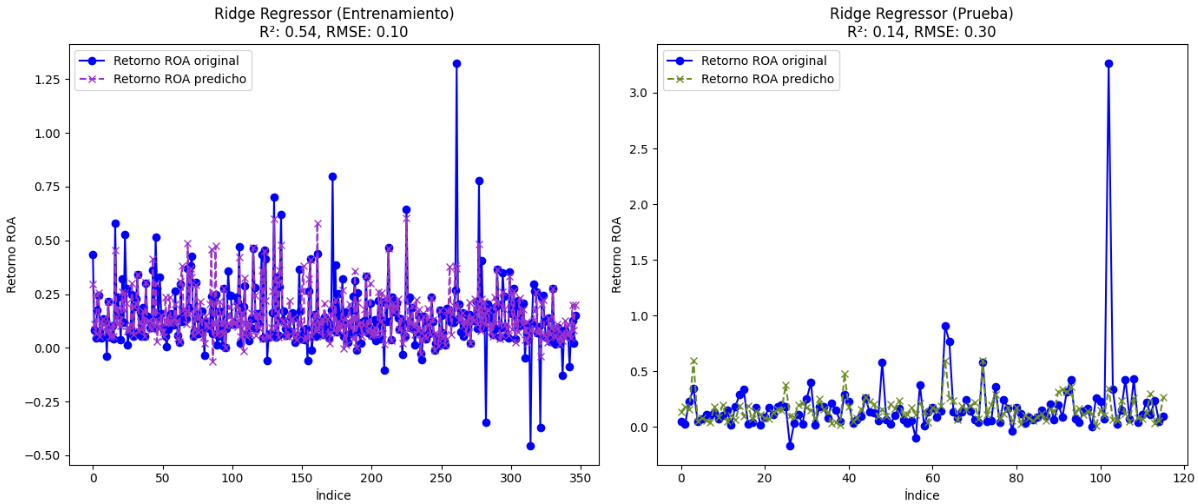 Ridge Regressor (Entrenamiento)
R²: 0.54, RMSE: 0.10
Retorno ROA original
Retorno ROA predicho
Retorno ROA
1.25
1.00
0.75
0.50
0.25
0.00
−0.25
−0.50
0 50 100 150 200 250 300 350
Índice
Ridge Regressor (Prueba)
R²: 0.14, RMSE: 0.30
Retorno ROA original
Retorno ROA predicho
Retorno ROA
3.0
2.5
2.0
1.5
1.0
0.5
0.0
0 20 40 60 80 100 120
Índice